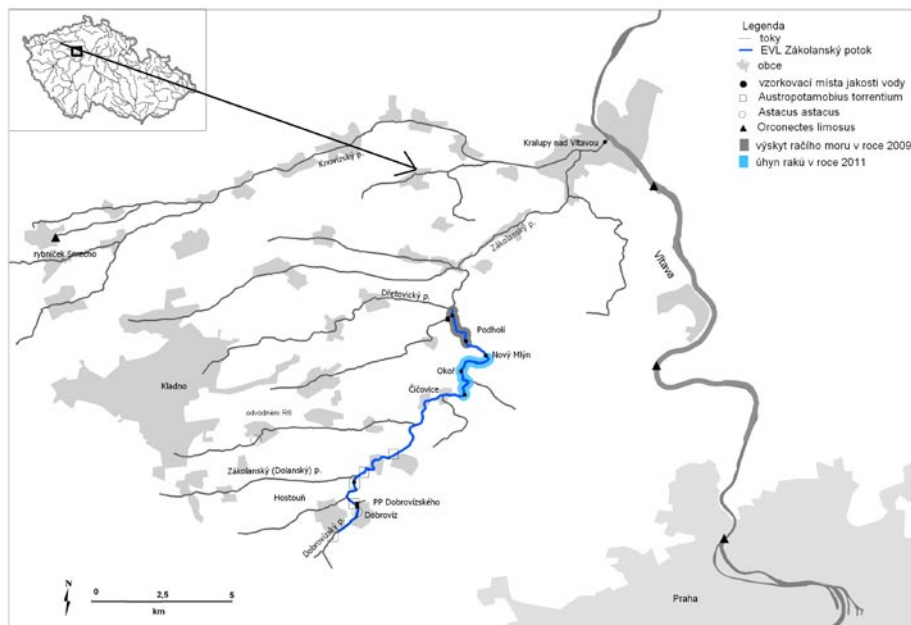 Legenda
toky
EVL Zákolanský potok
obce
vzorkovací místa jakosti vody
Austropotamobius torrentium
Astacus astacus
Orconectes limosus
výskyt račího moru v roce 2009
úhyn raků v roce 2011
Kralupy nad Vltavou
Knovízský p.
Zákolanský p.
rybníček Smečno
Vltava
Dřetovický p.
Podholí
Nový Mlýn
Okoř
Kladno
Čičovice
odvodnění R6
Zákolanský (Dolanský) p.
Hostouň
PP Dobrovízského
Dobrovíz
Dobrovízský p.
Praha
N
0 2,5 5
km